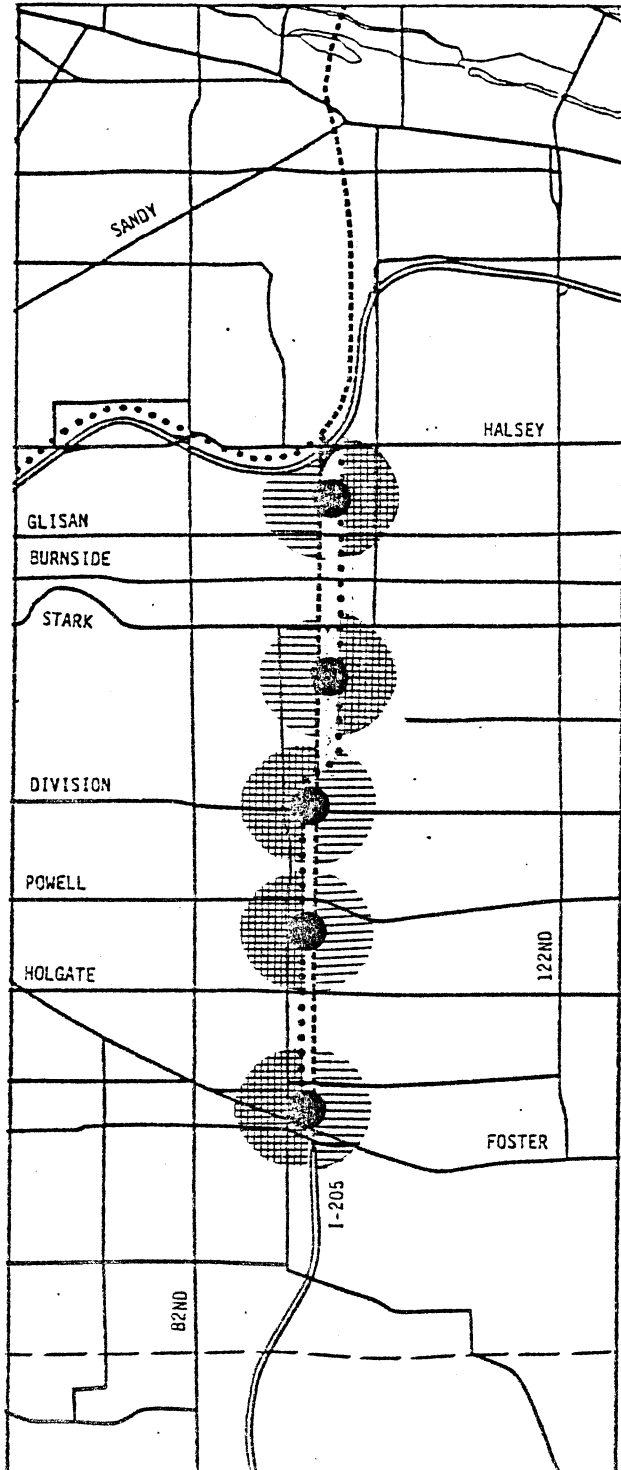 SANDY
HALSEY
GLISAN
BURNSIDE
STARK
DIVISION
POWELL
122ND
HOLGATE
FOSTER
I-205
82ND